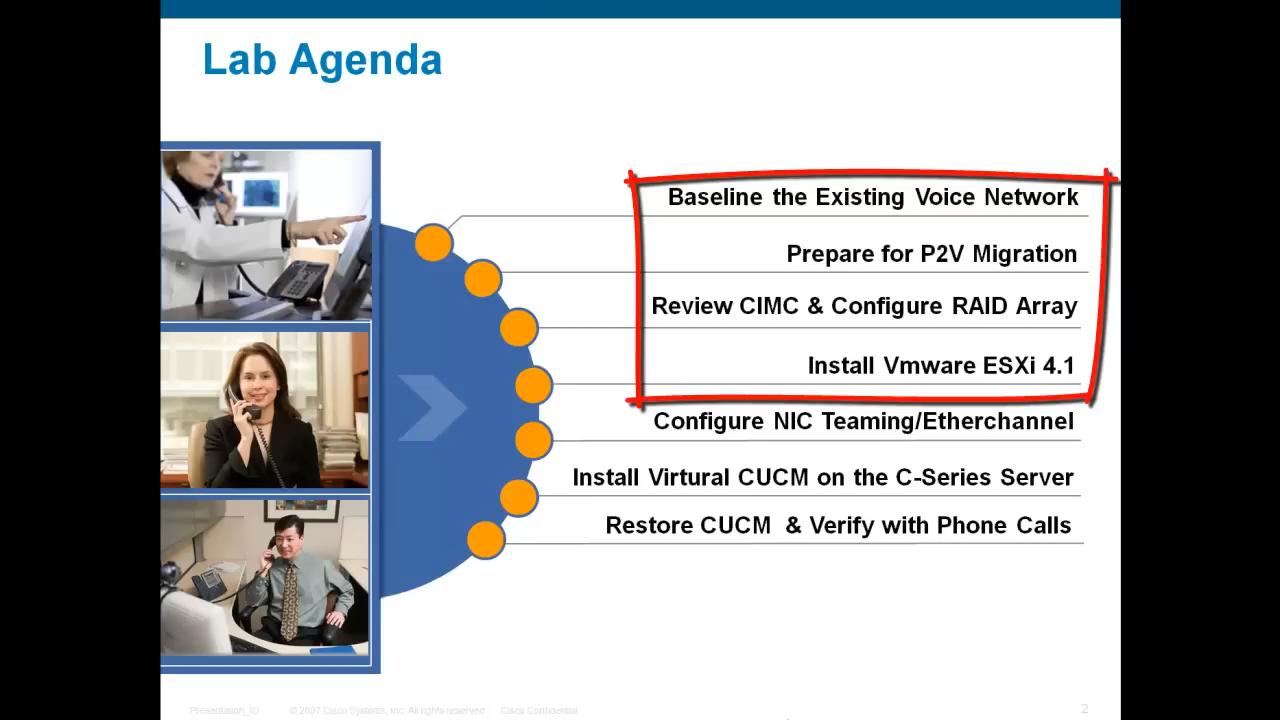 Lab Agenda
Baseline the Existing Voice Network
Prepare for P2V Migration
Review CIMC & Configure RAID Array
Install Vmware ESXi 4.1
Configure NIC Teaming/Etherchannel
Install Virtural CUCM on the C-Series Server
Restore CUCM & Verify with Phone Calls
Presentation_ID © 2007 Cisco Systems, Inc. All rights reserved. Cisco Confidential 2